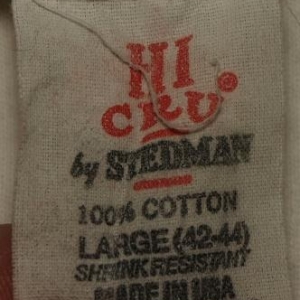 HI
CRU
by STEDMAN
100% COTTON
LARGE (42-44)
SHRINK RESISTANT
MADE IN USA